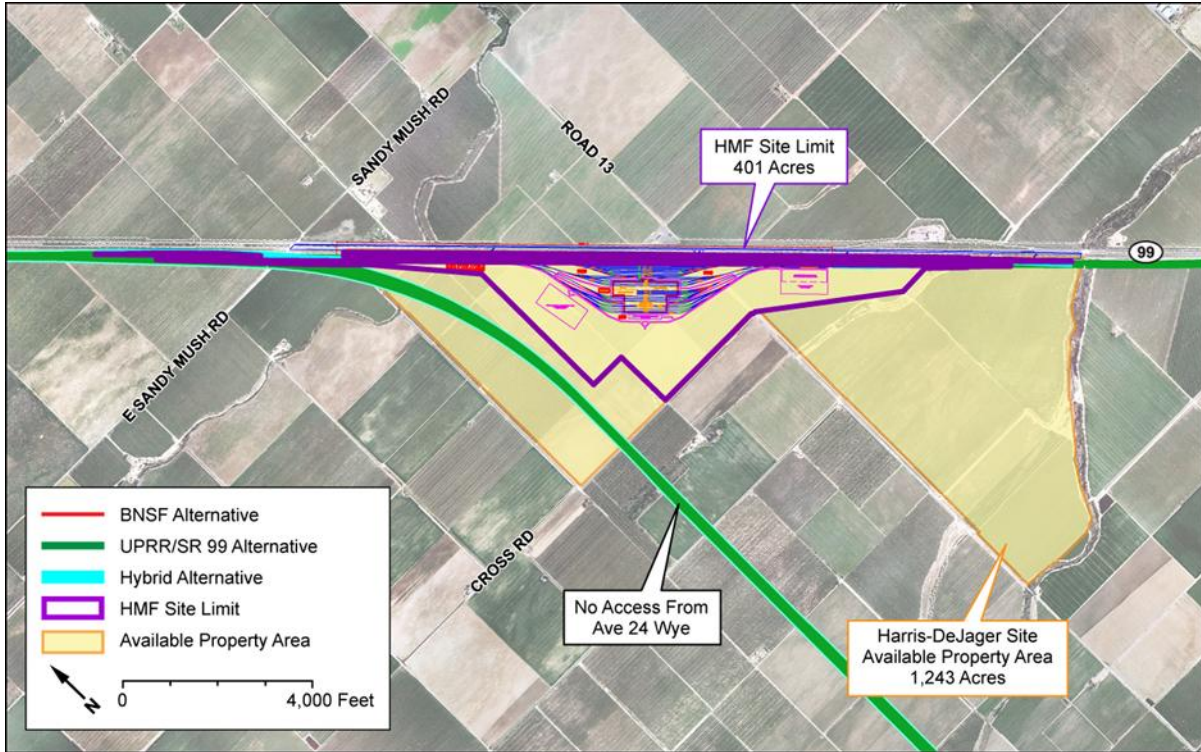 SANDY MUSH RD
ROAD 13
HMF Site Limit
401 Acres
99
E SANDY MUSH RD
CROSS RD
No Access From
Ave 24 Wye
Harris-DeJager Site
Available Property Area
1,243 Acres
BNSF Alternative
UPRR/SR 99 Alternative
Hybrid Alternative
HMF Site Limit
Available Property Area
N
0 4,000 Feet